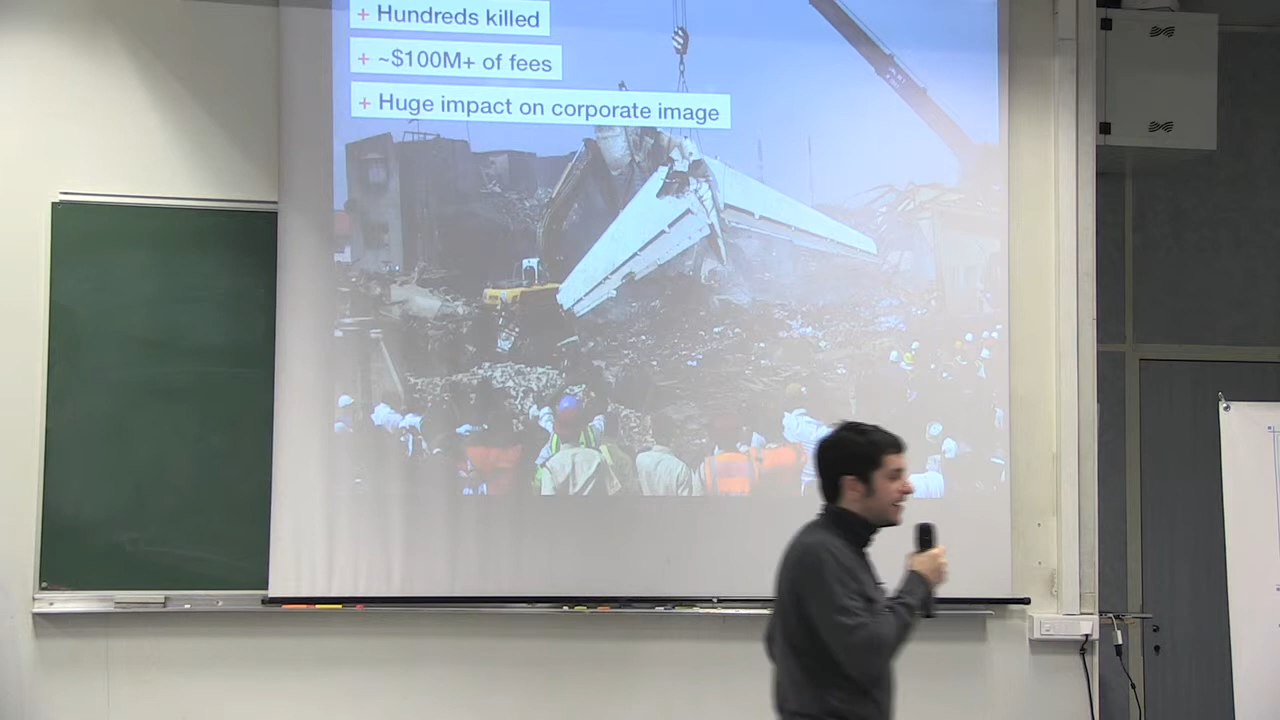 + Hundreds killed
+ ~$100M+ of fees
+ Huge impact on corporate image